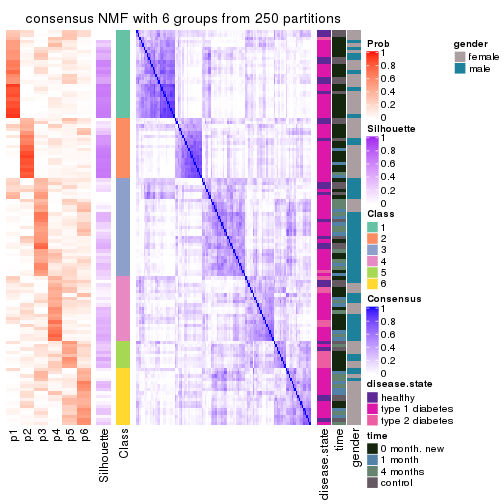 consensus NMF with 6 groups from 250 partitions
Prob
1
0.8
0.6
0.4
0.2
0
gender
female
male
Silhouette
1
0.8
0.6
0.4
0.2
0
Class
1
2
3
4
5
6
Consensus
1
0.8
0.6
0.4
0.2
0
disease.state
healthy
type 1 diabetes
type 2 diabetes
time
0 month. new
1 month
4 months
control
p1
p2
p3
p4
p5
p6
Silhouette
Class
disease.state
time
gender